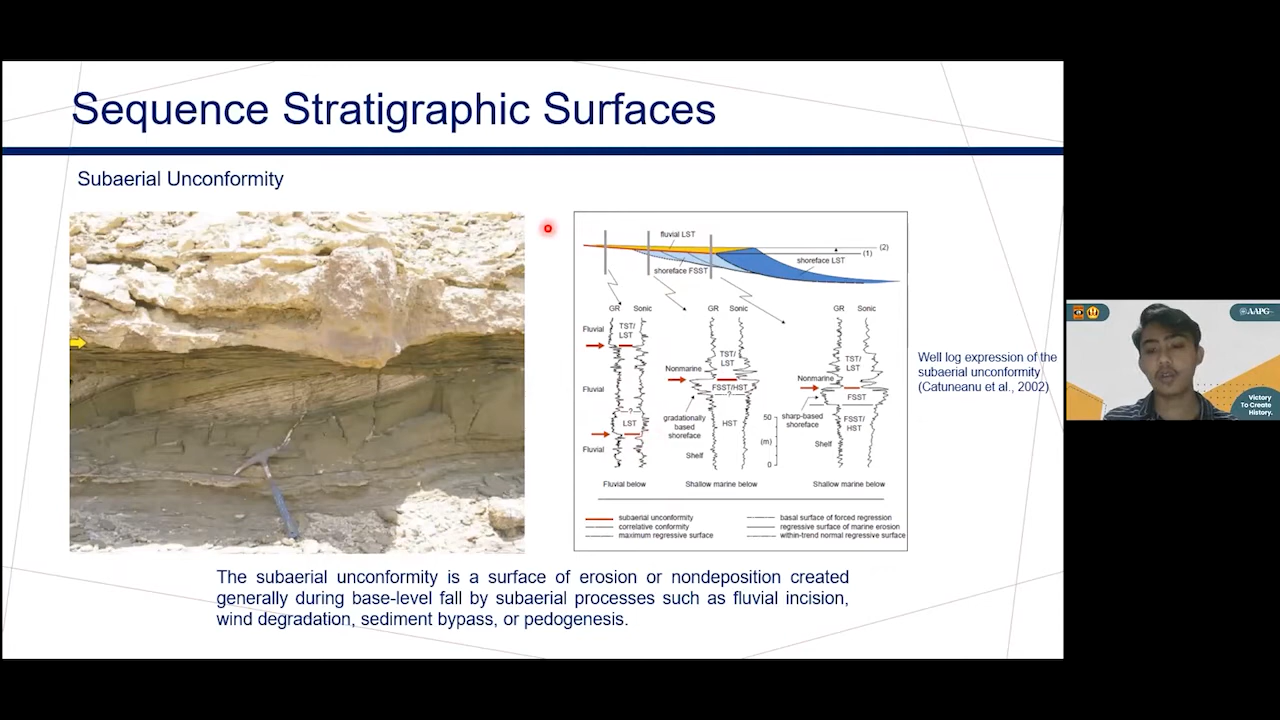 Sequence Stratigraphic Surfaces
Subaerial Unconformity
fluvial LST
(2)
(1)
shoreface LST
shoreface FSST
GR Sonic
GR Sonic
GR Sonic
Fluvial
TST/
LST
Fluvial
?
LST
Fluvial
Fluvial below
TST/
LST
Nonmarine
FSST/HST
?
gradationally
based
shoreface
HST
Shelf
Shallow marine below
50
(m)
0
TST/
LST
Nonmarine
FSST
sharp-based
shoreface
FSST/
HST
Shelf
Shallow marine below
subaerial unconformity
correlative conformity
maximum regressive surface
basal surface of forced regression
regressive surface of marine erosion
within-trend normal regressive surface
Well log expression of the
subaerial unconformity
(Catuneanu et al., 2002)
The subaerial unconformity is a surface of erosion or nondeposition created
generally during base-level fall by subaerial processes such as fluvial incision,
wind degradation, sediment bypass, or pedogenesis.
AAPG
Victory
To Create
History.